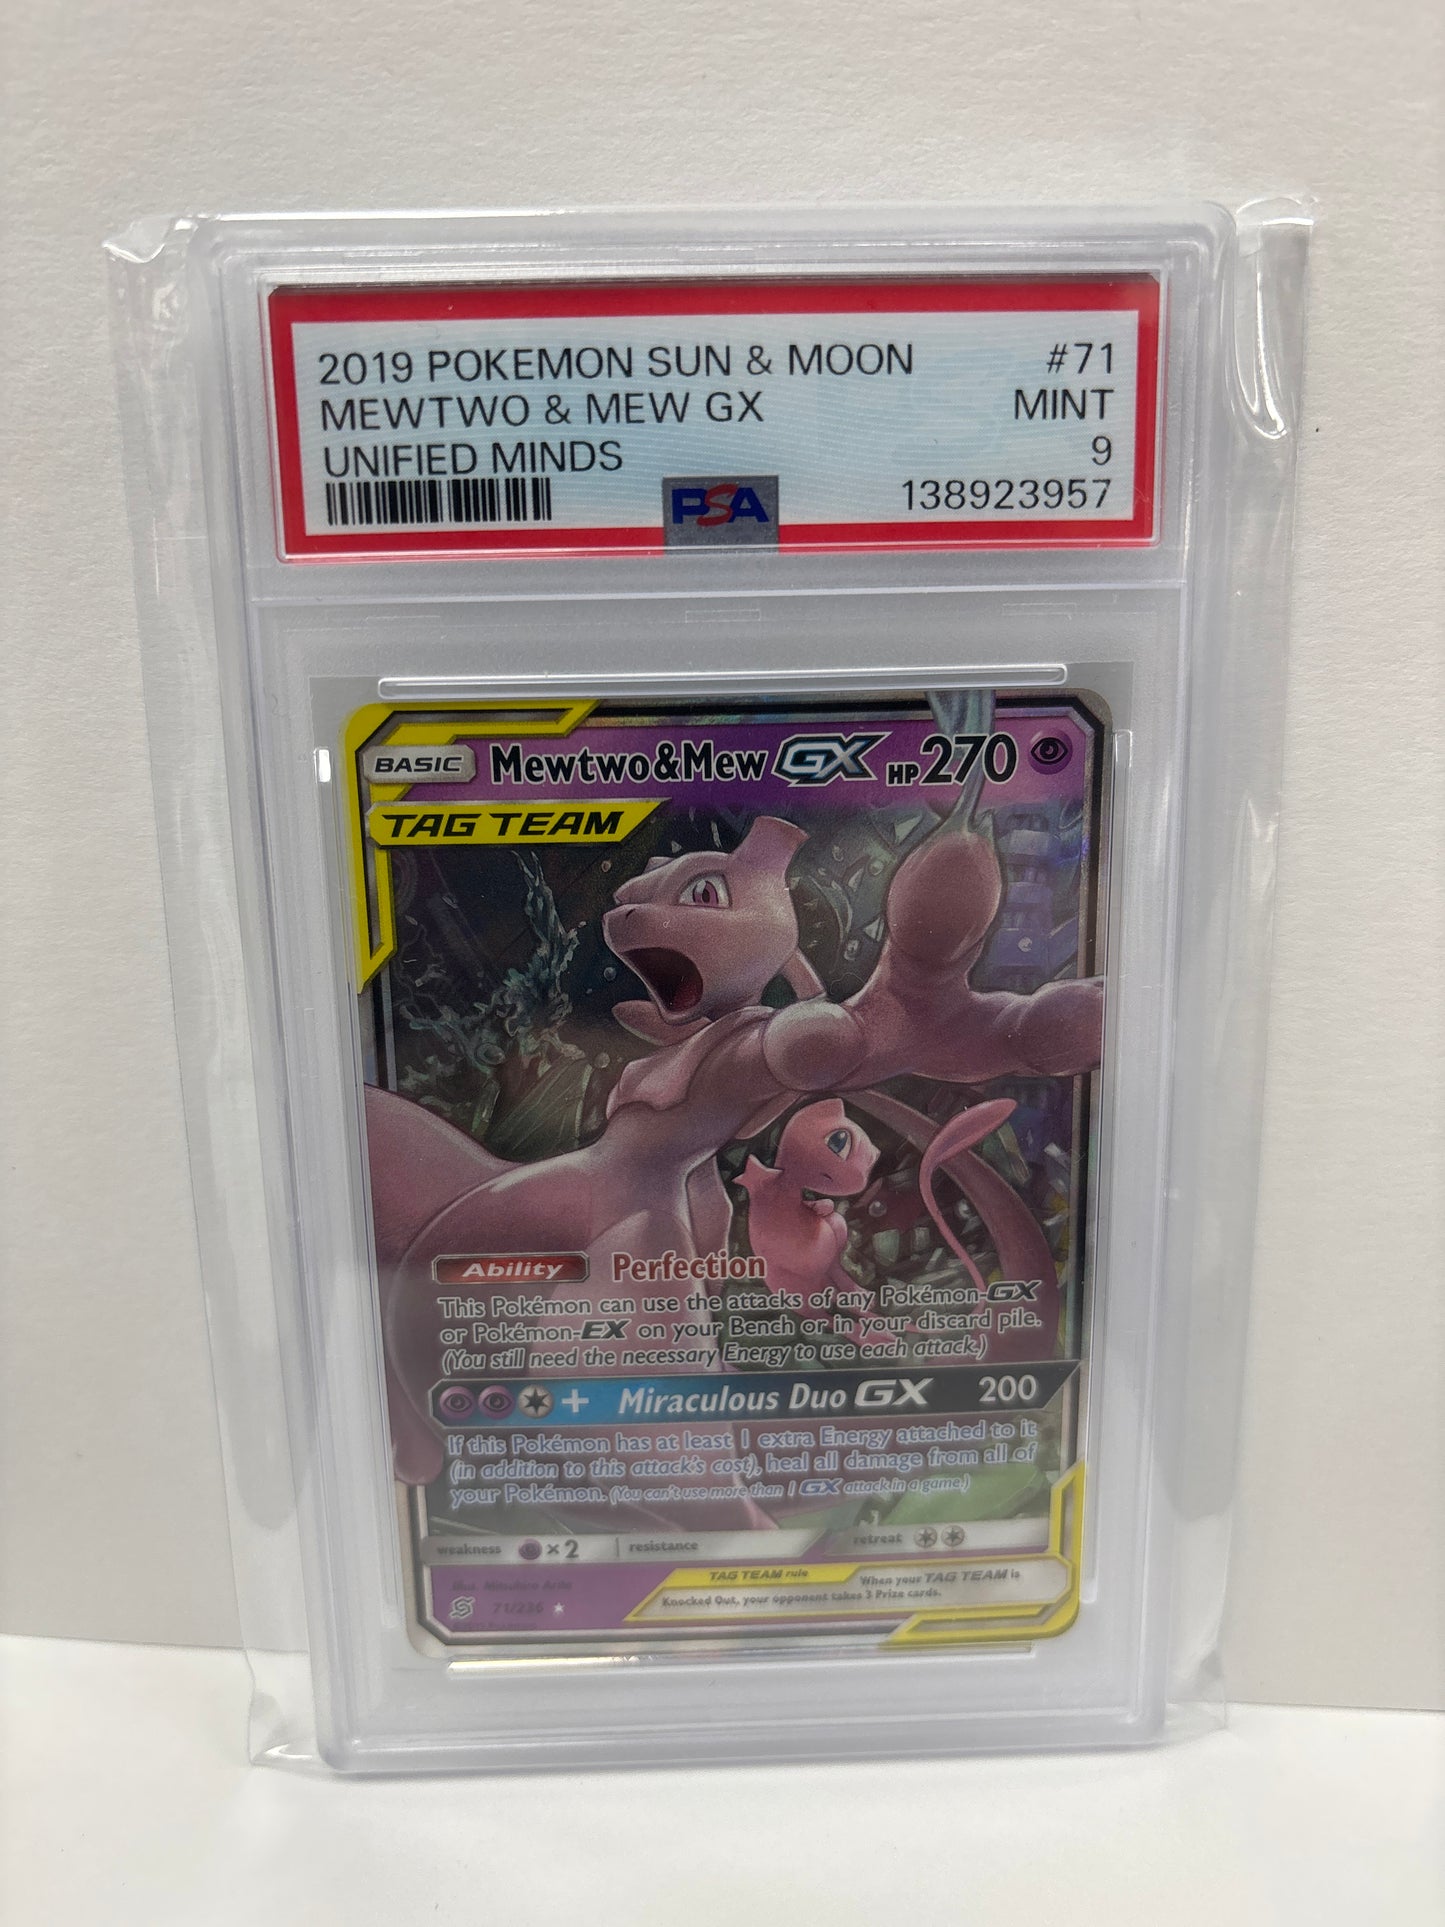 2019 POKEMON SUN & MOON #71
MEWTWO & MEW GX MINT
UNIFIED MINDS 9
PSA 138923957
BASIC Mewtwo&Mew GX HP270
TAG TEAM
Ability Perfection
This Pokémon can use the attacks of any Pokémon-GX
or Pokémon-EX on your Bench or in your discard pile.
(You still need the necessary Energy to use each attack.)
+ Miraculous Duo GX 200
If this Pokémon has at least 1 extra Energy attached to it
(in addition to this attack's cost), heal all damage from all of
your Pokémon. (You can't use more than 1 GX attack in a game.)
weakness ×2 resistance retreat
TAG TEAM rule When your TAG TEAM is
Knocked Out, your opponent takes 3 Prize cards.
Illus. Mitsuhiro Arita
71/236